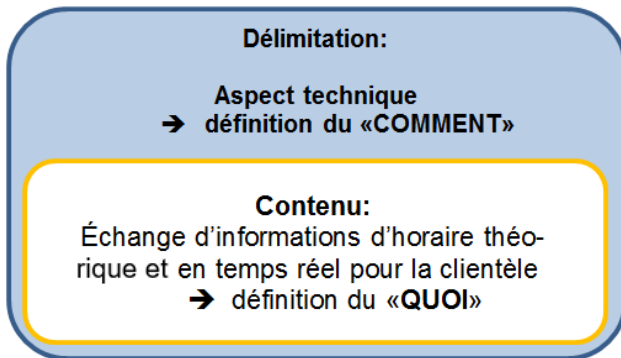 Délimitation:
Aspect technique
➔ définition du «COMMENT»
Contenu:
Échange d’informations d’horaire théo-
rique et en temps réel pour la clientèle
➔ définition du «QUOI»